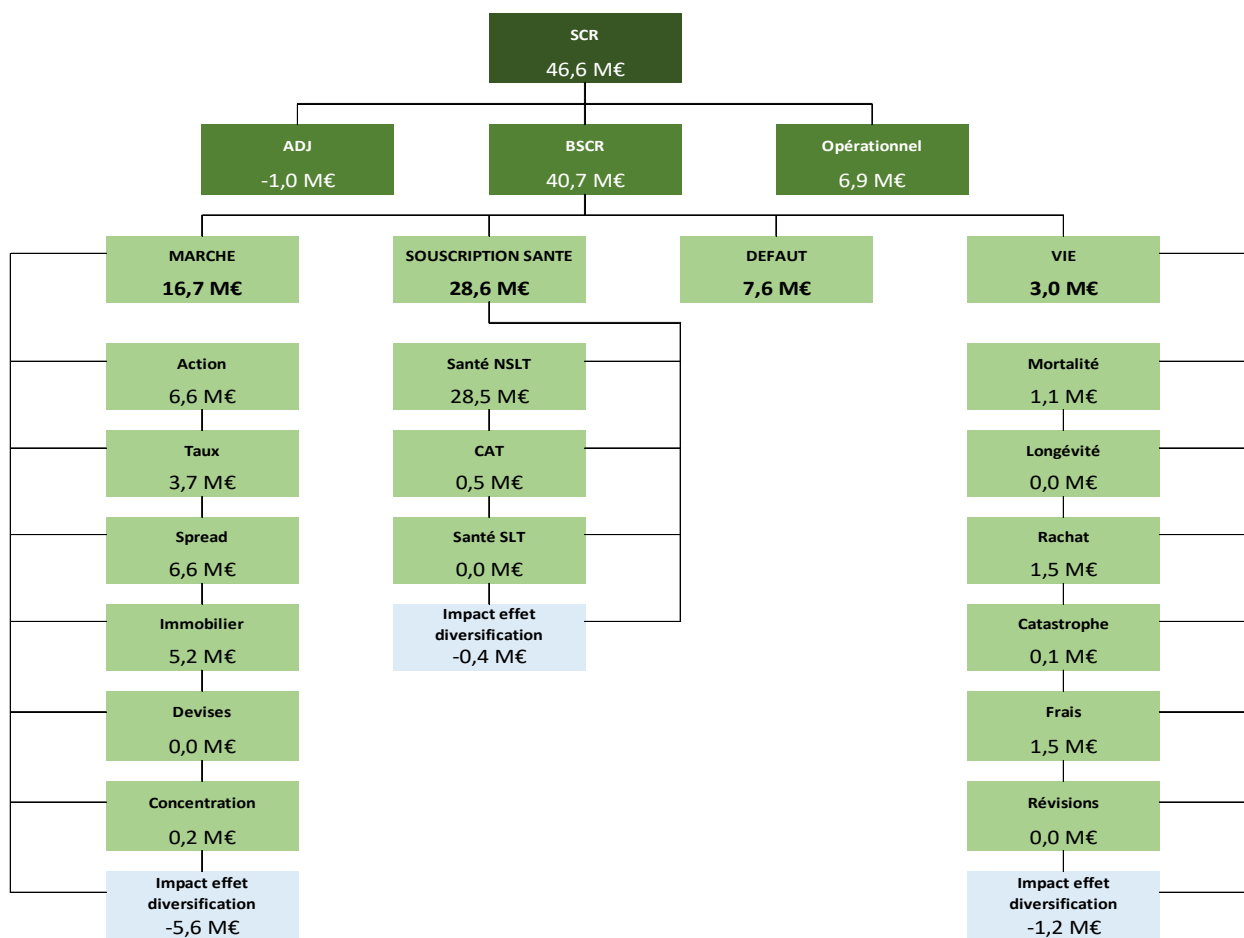 SCR
46,6 M€
ADJ
-1,0 M€
BSCR
40,7 M€
Opérationnel
6,9 M€
MARCHE
16,7 M€
SOUSCRIPTION SANTE
28,6 M€
DEFAUT
7,6 M€
VIE
3,0 M€
Action
6,6 M€
Taux
3,7 M€
Spread
6,6 M€
Immobilier
5,2 M€
Devises
0,0 M€
Concentration
0,2 M€
Impact effet
diversification
-5,6 M€
Santé NSLT
28,5 M€
CAT
0,5 M€
Santé SLT
0,0 M€
Impact effet
diversification
-0,4 M€
Mortalité
1,1 M€
Longévité
0,0 M€
Rachat
1,5 M€
Catastrophe
0,1 M€
Frais
1,5 M€
Révisions
0,0 M€
Impact effet
diversification
-1,2 M€